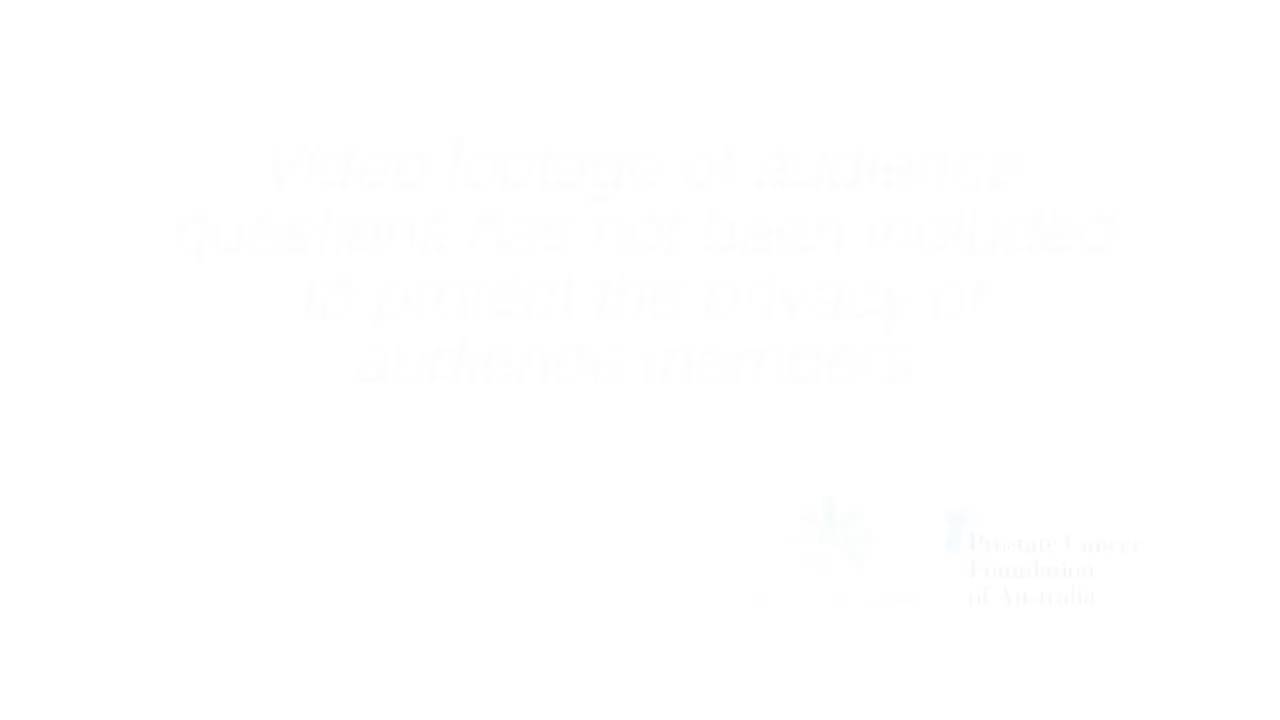 Video footage of audience
questions has not been included
to protect the privacy of
audience members
Prostate Cancer
Foundation
of Australia